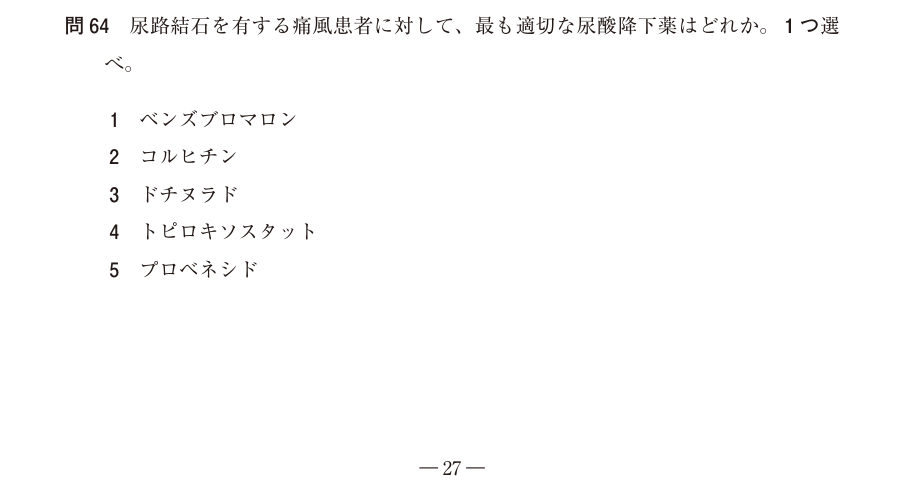 問 64　尿路結石を有する痛風患者に対して、最も適切な尿酸降下薬はどれか。1つ選
べ。
1　ベンズブロマロン
2　コルヒチン
3　ドチヌラド
4　トピロキソスタット
5　プロベネシド
— 27 —